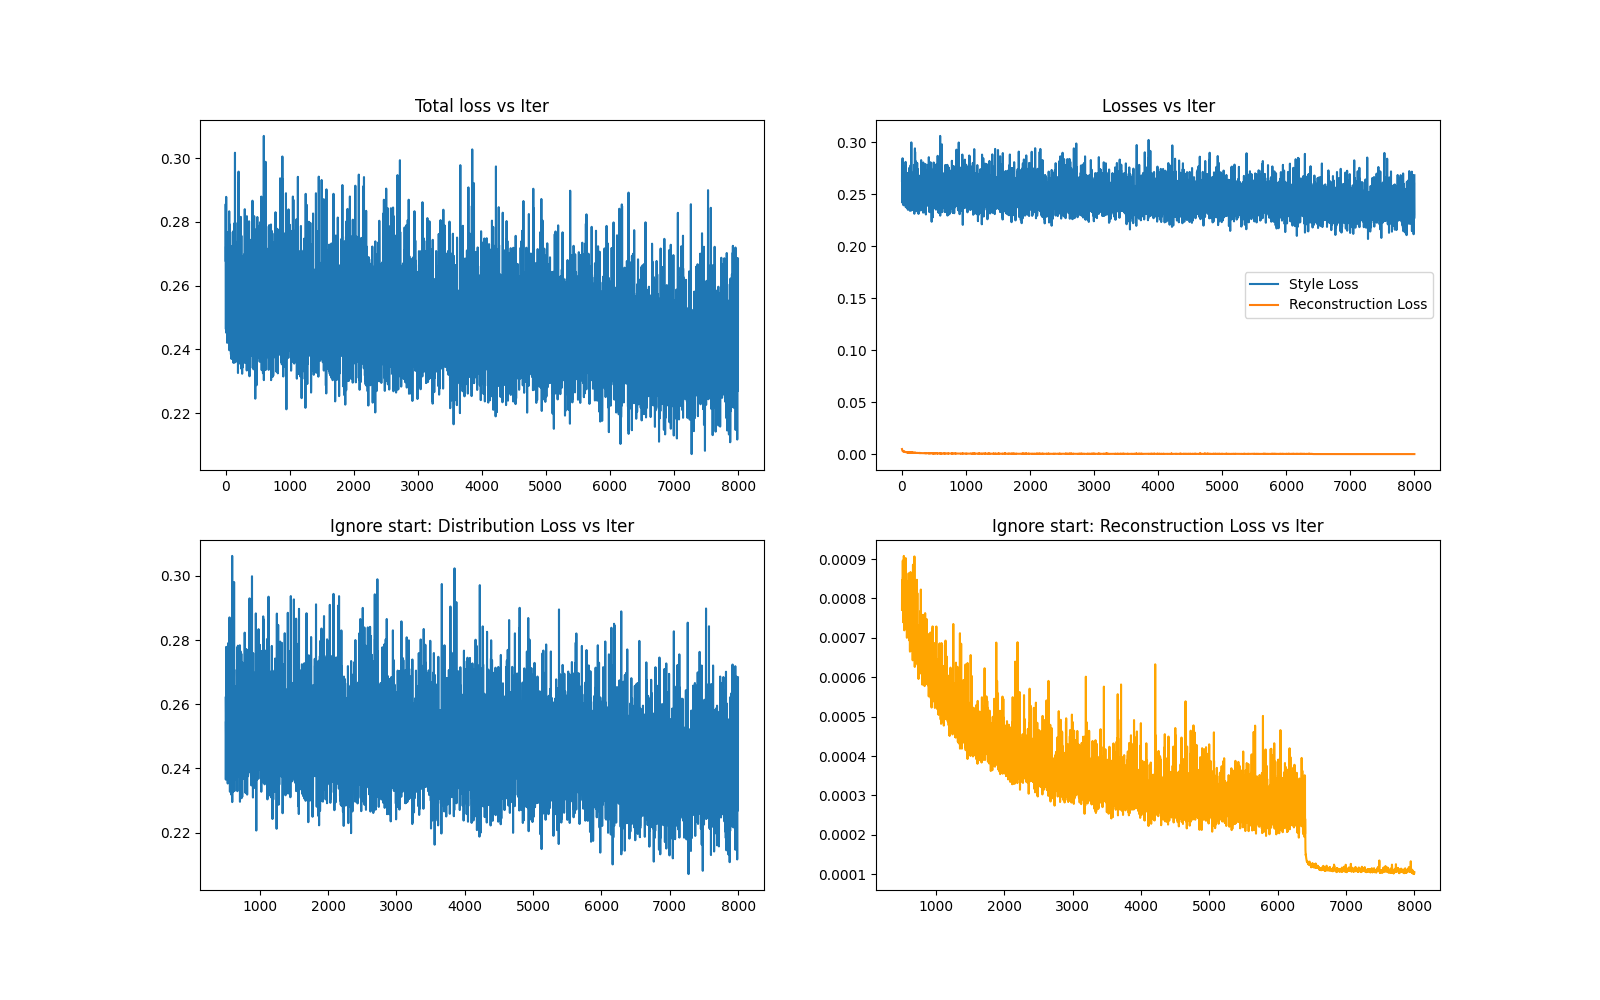 Total loss vs Iter
0.30
0.28
0.26
0.24
0.22
0 1000 2000 3000 4000 5000 6000 7000 8000
Losses vs Iter
0.30
0.25
0.20
0.15
0.10
0.05
0.00
Style Loss
Reconstruction Loss
0 1000 2000 3000 4000 5000 6000 7000 8000
Ignore start: Distribution Loss vs Iter
0.30
0.28
0.26
0.24
0.22
1000 2000 3000 4000 5000 6000 7000 8000
Ignore start: Reconstruction Loss vs Iter
0.0009
0.0008
0.0007
0.0006
0.0005
0.0004
0.0003
0.0002
0.0001
1000 2000 3000 4000 5000 6000 7000 8000